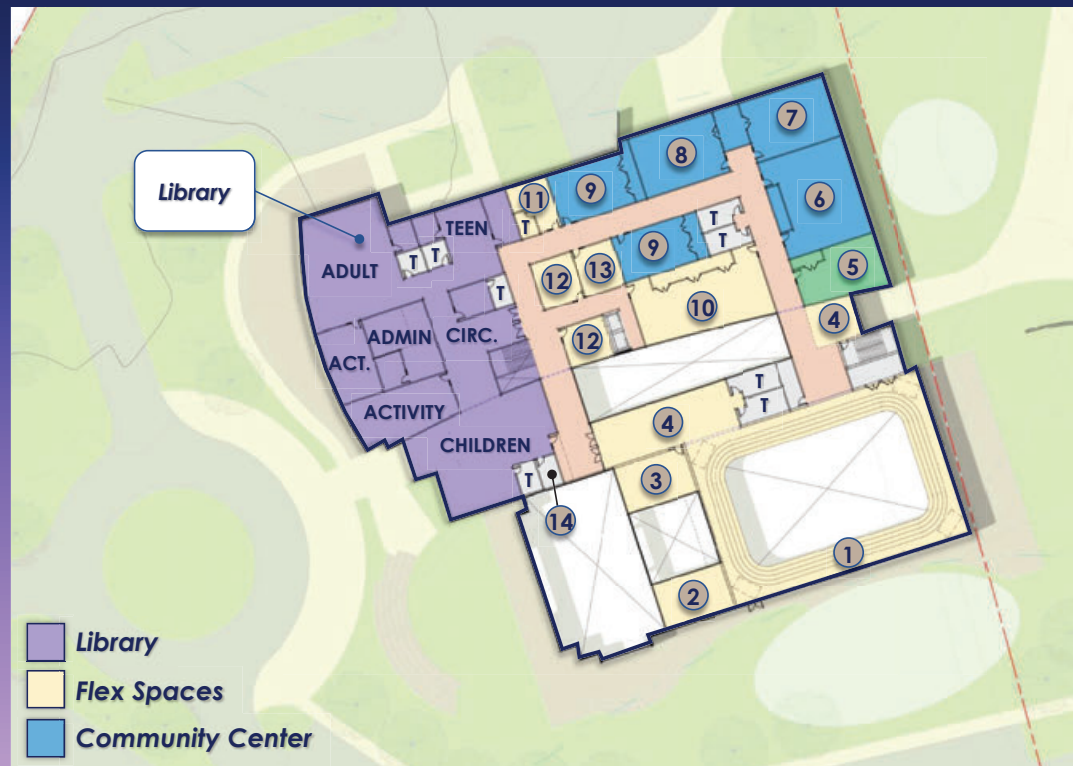 7
8
9
11
Library
T
TEEN
T
6
T
9
T
T
5
ADULT
13
12
T
10
4
ADMIN
CIRC.
12
ACT.
T
T
ACTIVITY
4
CHILDREN
T
3
14
1
2
Library
Flex Spaces
Community Center